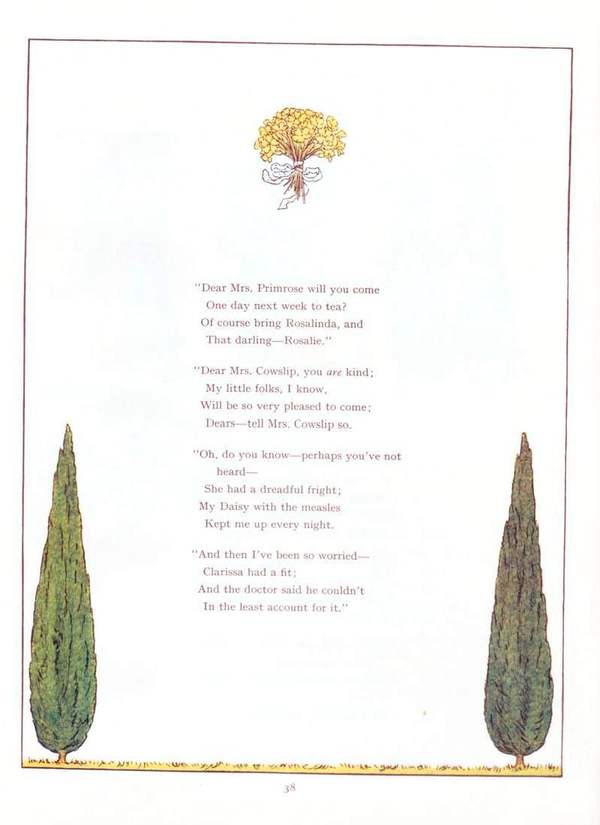 "Dear Mrs. Primrose will you come
One day next week to tea?
Of course bring Rosalinda, and
That darling—Rosalie."
"Dear Mrs. Cowslip, you are kind;
My little folks, I know,
Will be so very pleased to come;
Dears—tell Mrs. Cowslip so.
"Oh, do you know—perhaps you've not
heard—
She had a dreadful fright;
My Daisy with the measles
Kept me up every night.
"And then I've been so worried—
Clarissa had a fit;
And the doctor said he couldn't
In the least account for it."
38